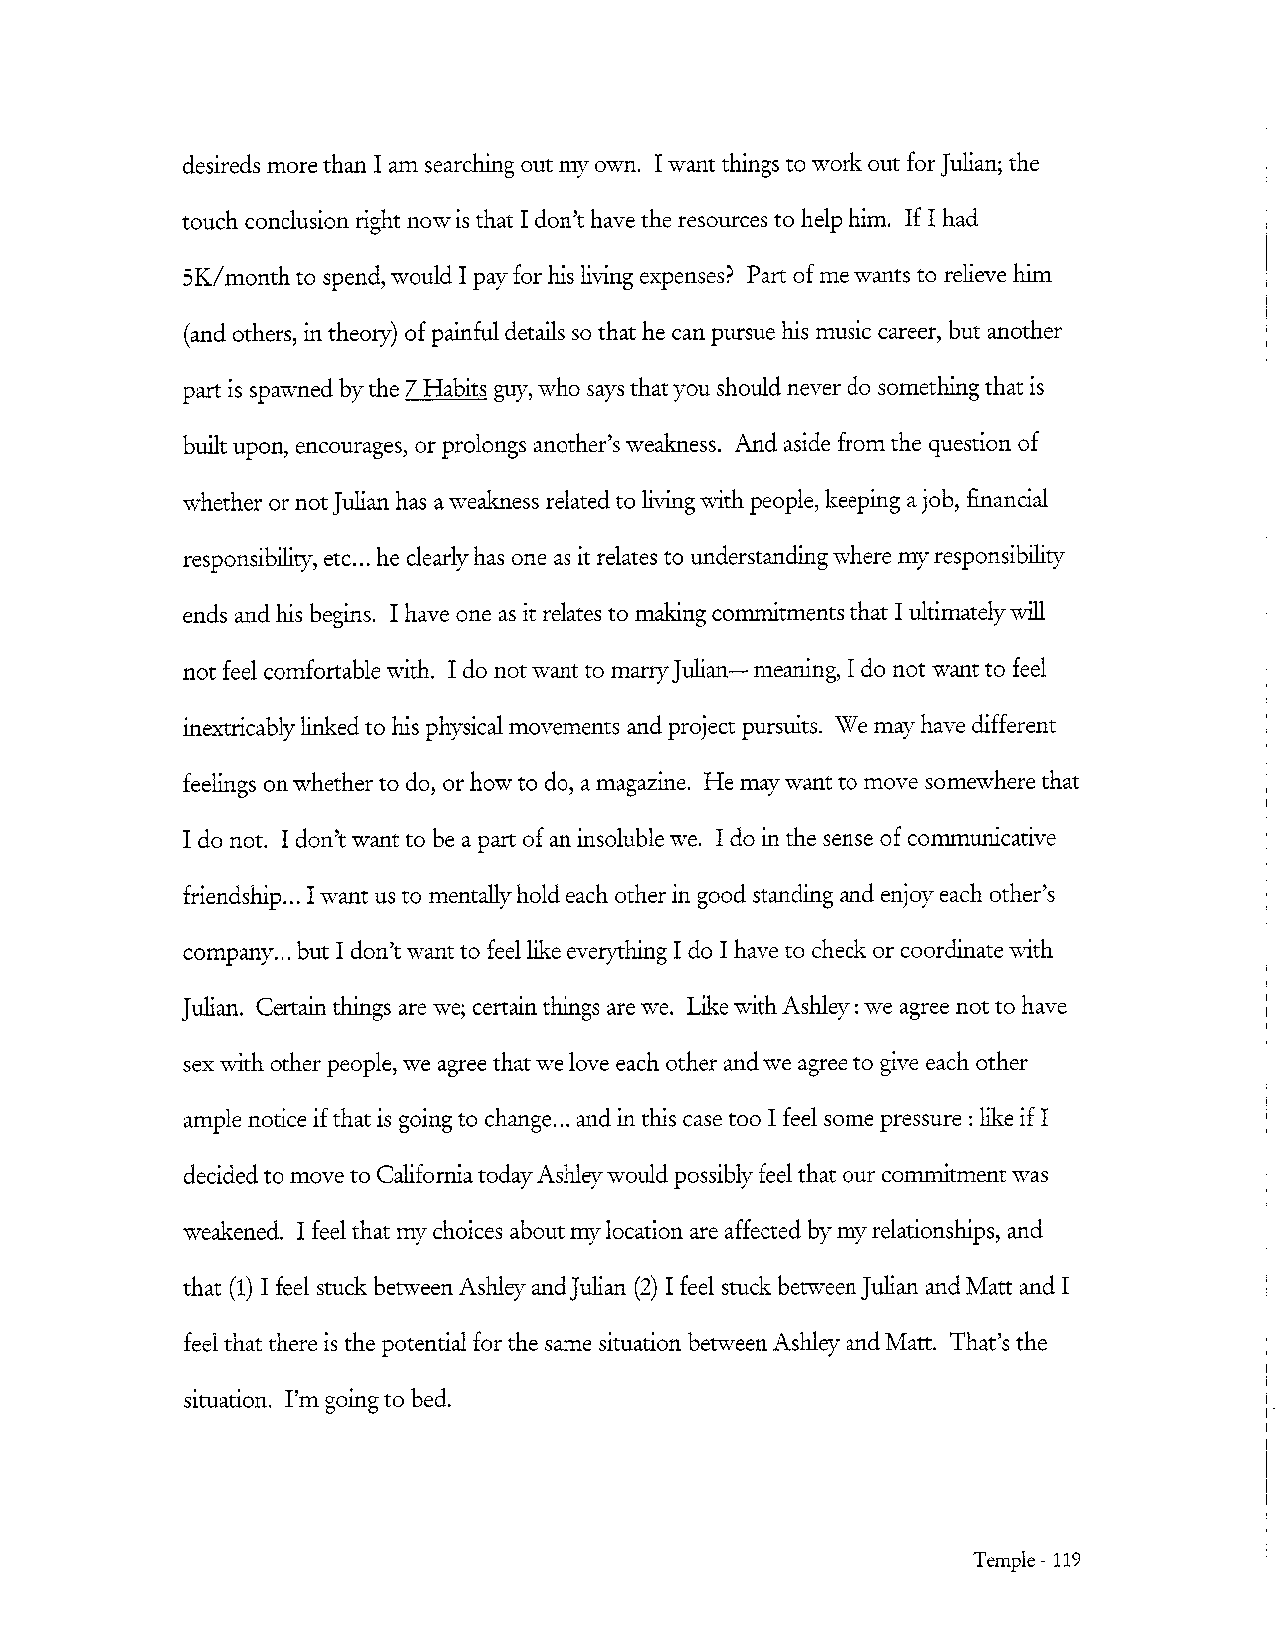 desireds more than I am searching out my own.  I want things to work out for Julian; the
touch conclusion right now is that I don't have the resources to help him.  If I had
5K/month to spend, would I pay for his living expenses?  Part of me wants to relieve him
(and others, in theory) of painful details so that he can pursue his music career, but another
part is spawned by the 7 Habits guy, who says that you should never do something that is
built upon, encourages, or prolongs another's weakness.  And aside from the question of
whether or not Julian has a weakness related to living with people, keeping a job, financial
responsibility, etc... he clearly has one as it relates to understanding where my responsibility
ends and his begins.  I have one as it relates to making commitments that I ultimately will
not feel comfortable with.  I do not want to marry Julian— meaning, I do not want to feel
inextricably linked to his physical movements and project pursuits.  We may have different
feelings on whether to do, or how to do, a magazine.  He may want to move somewhere that
I do not.  I don't want to be a part of an insoluble we.  I do in the sense of communicative
friendship... I want us to mentally hold each other in good standing and enjoy each other's
company... but I don't want to feel like everything I do I have to check or coordinate with
Julian.  Certain things are we; certain things are we.  Like with Ashley : we agree not to have
sex with other people, we agree that we love each other and we agree to give each other
ample notice if that is going to change... and in this case too I feel some pressure : like if I
decided to move to California today Ashley would possibly feel that our commitment was
weakened.  I feel that my choices about my location are affected by my relationships, and
that (1) I feel stuck between Ashley and Julian (2) I feel stuck between Julian and Matt and I
feel that there is the potential for the same situation between Ashley and Matt.  That's the
situation.  I'm going to bed.
Temple - 119